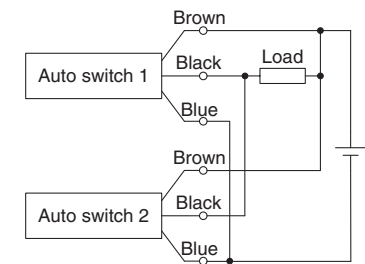 Brown
Black
Load
Auto switch 1
Blue
Brown
Black
Auto switch 2
Blue